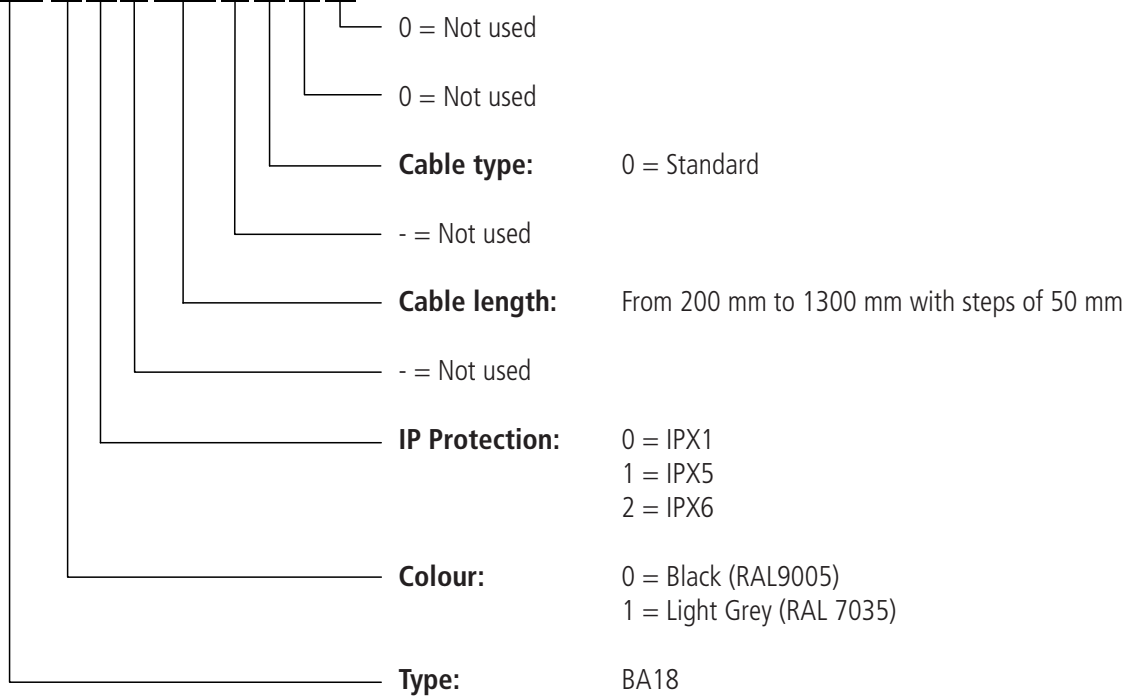 0 = Not used
0 = Not used
Cable type: 0 = Standard
- = Not used
Cable length: From 200 mm to 1300 mm with steps of 50 mm
- = Not used
IP Protection: 0 = IPX1
1 = IPX5
2 = IPX6
Colour: 0 = Black (RAL9005)
1 = Light Grey (RAL 7035)
Type: BA18